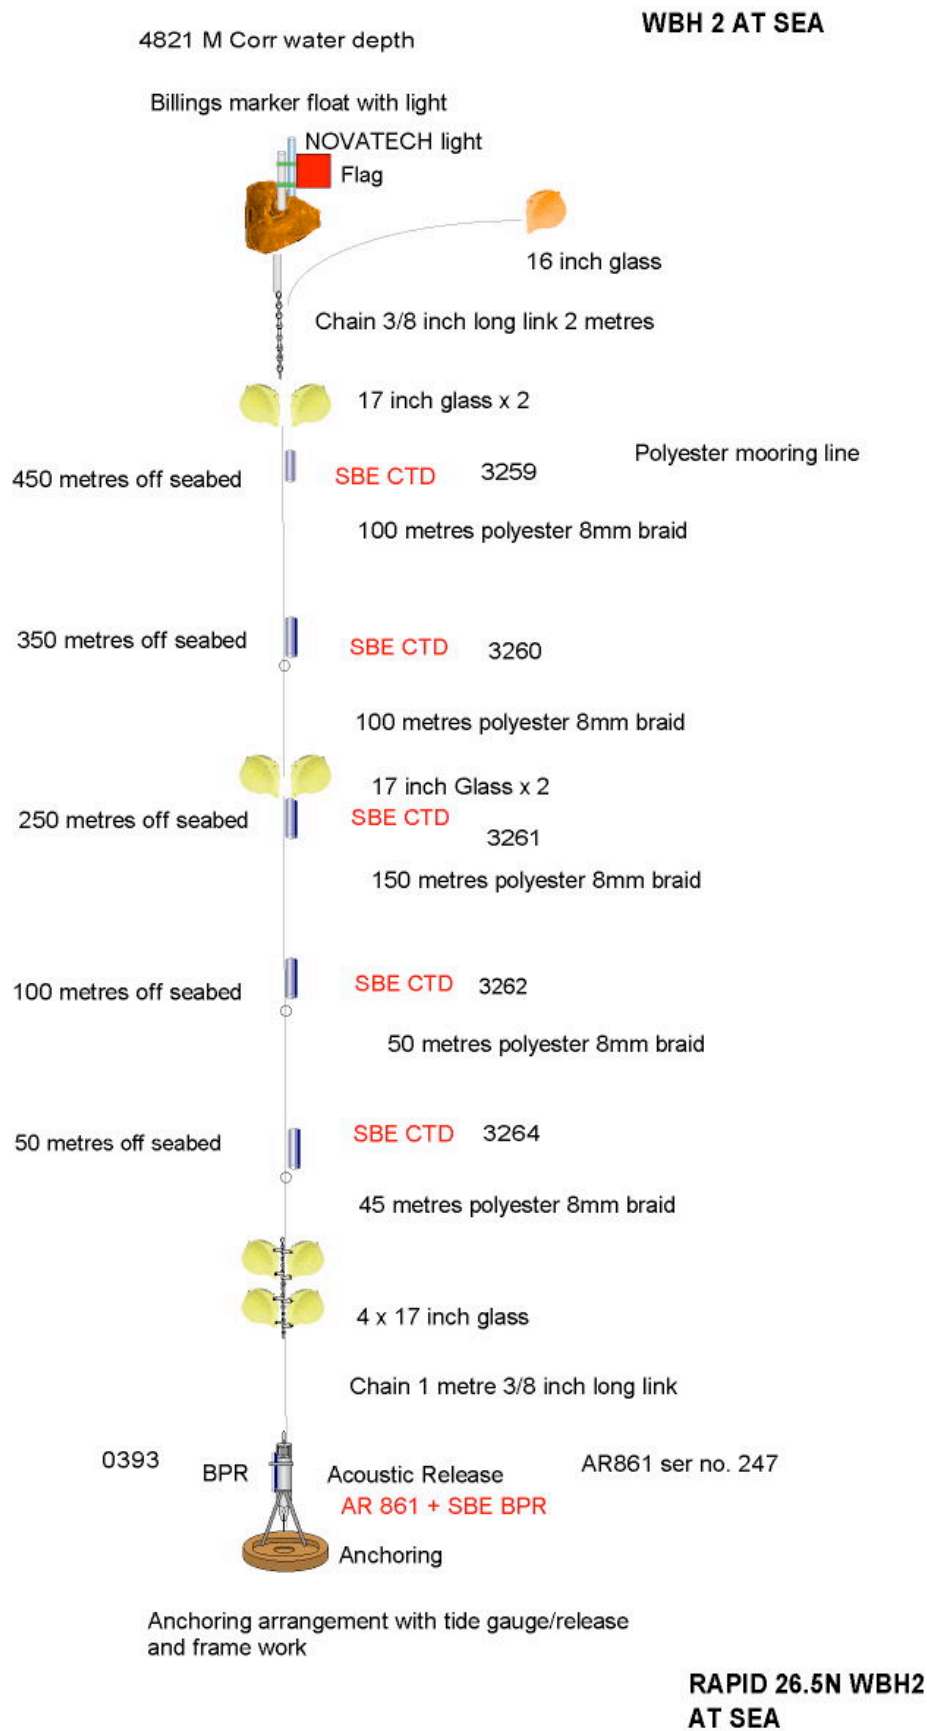 WBH 2 AT SEA
4821 M Corr water depth
Billings marker float with light
NOVATECH light
Flag
16 inch glass
Chain 3/8 inch long link 2 metres
17 inch glass x 2
Polyester mooring line
450 metres off seabed SBE CTD 3259
100 metres polyester 8mm braid
350 metres off seabed SBE CTD 3260
100 metres polyester 8mm braid
17 inch Glass x 2
250 metres off seabed SBE CTD 3261
150 metres polyester 8mm braid
100 metres off seabed SBE CTD 3262
50 metres polyester 8mm braid
50 metres off seabed SBE CTD 3264
45 metres polyester 8mm braid
4 x 17 inch glass
Chain 1 metre 3/8 inch long link
0393 BPR Acoustic Release AR861 ser no. 247
AR 861 + SBE BPR
Anchoring
Anchoring arrangement with tide gauge/release
and frame work
RAPID 26.5N WBH2
AT SEA